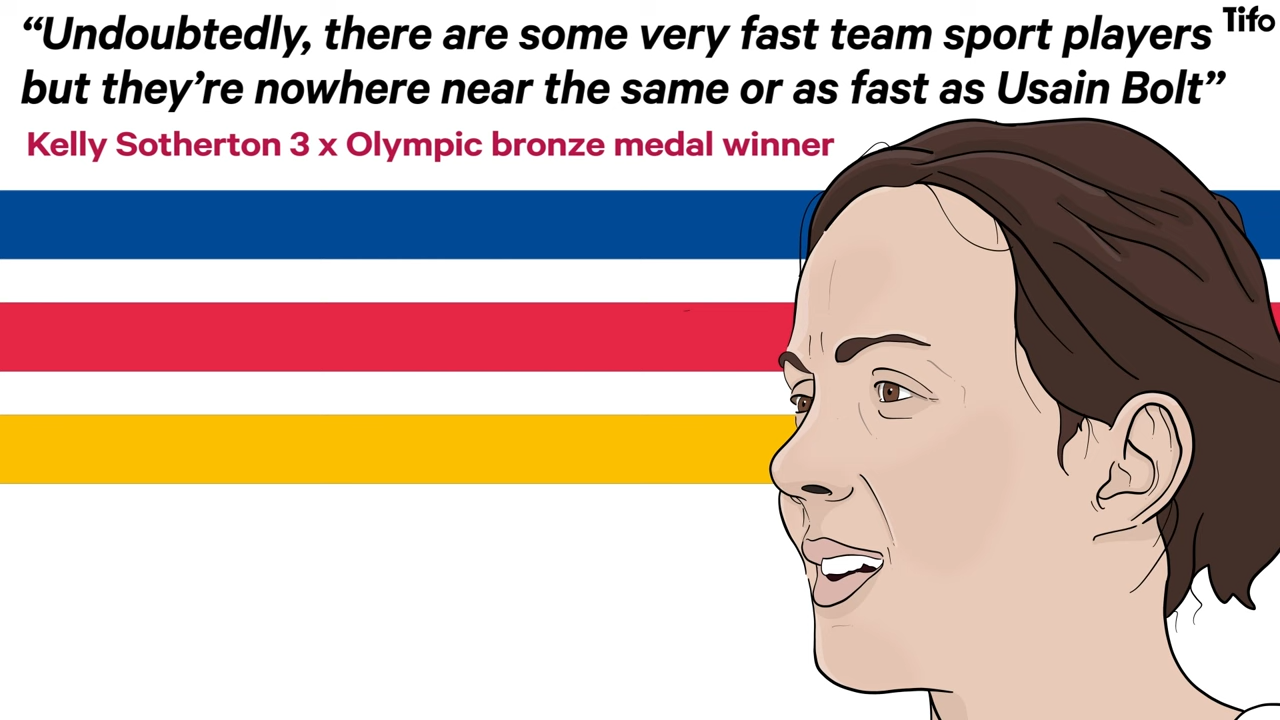 “Undoubtedly, there are some very fast team sport players
Tifo
but they’re nowhere near the same or as fast as Usain Bolt”
Kelly Sotherton 3 x Olympic bronze medal winner